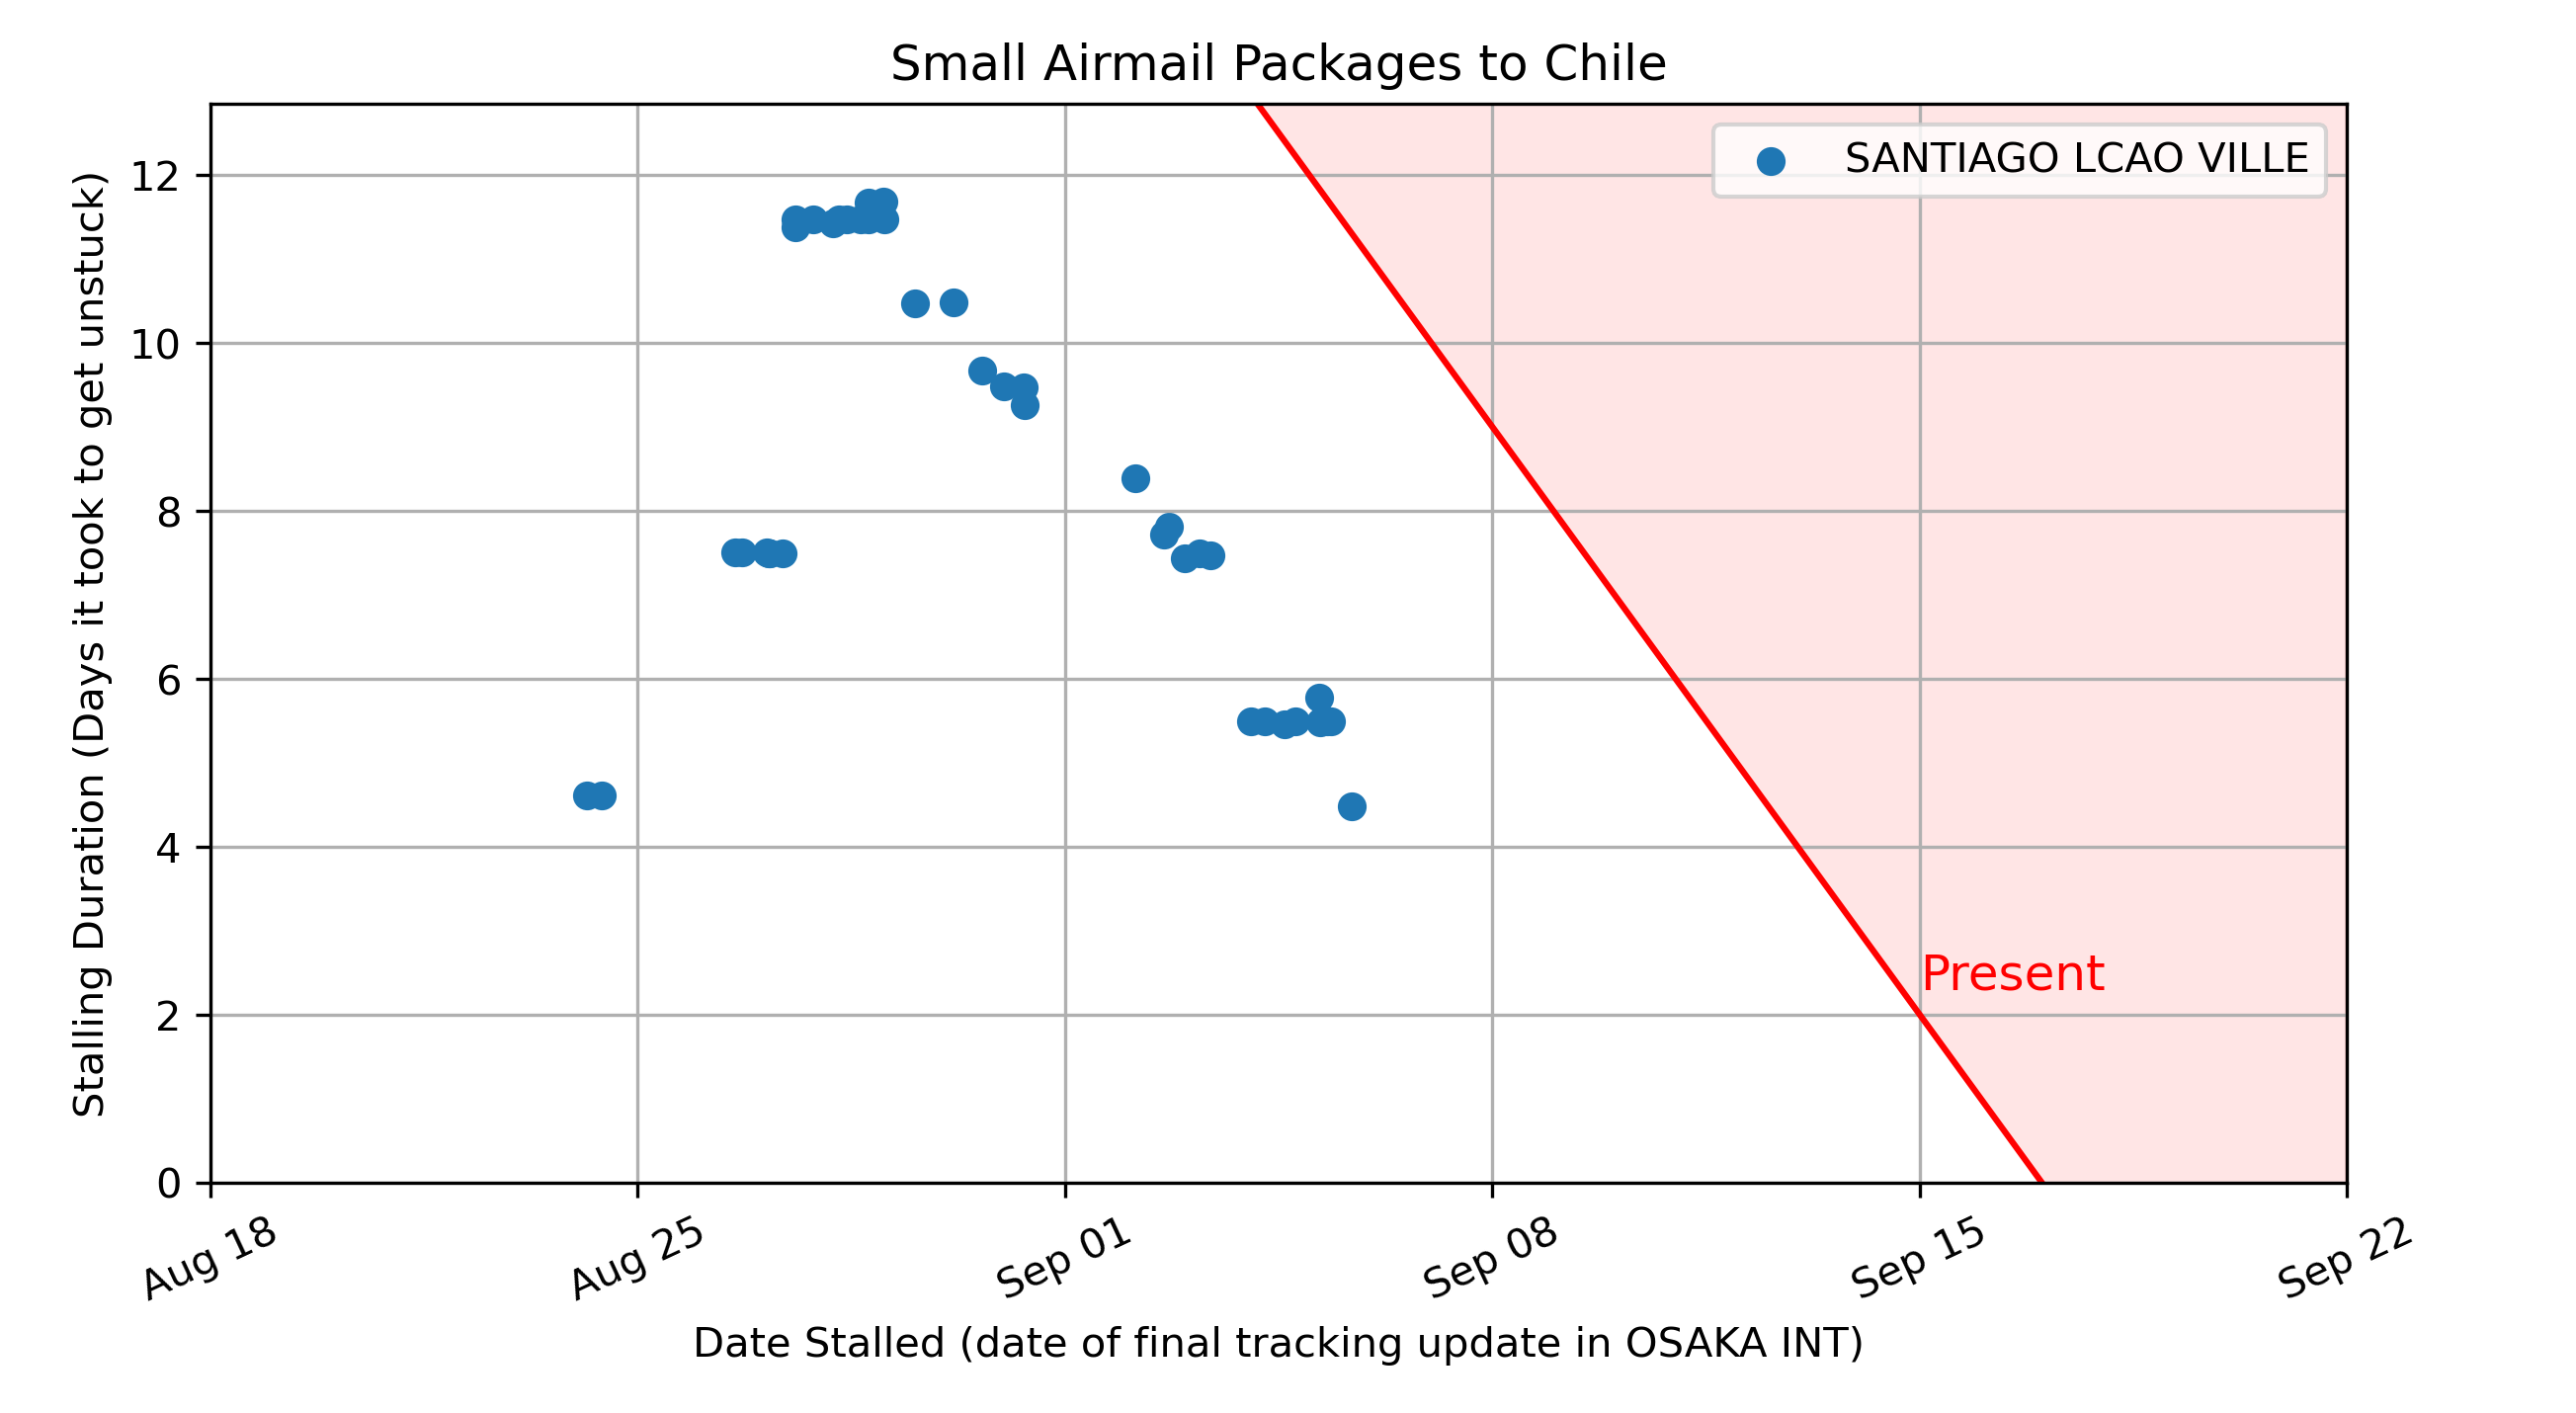 Small Airmail Packages to Chile
SANTIAGO LCAO VILLE
Stalling Duration (Days it took to get unstuck)
12
10
8
6
4
2
0
Present
Aug 18
Aug 25
Sep 01
Sep 08
Sep 15
Sep 22
Date Stalled (date of final tracking update in OSAKA INT)